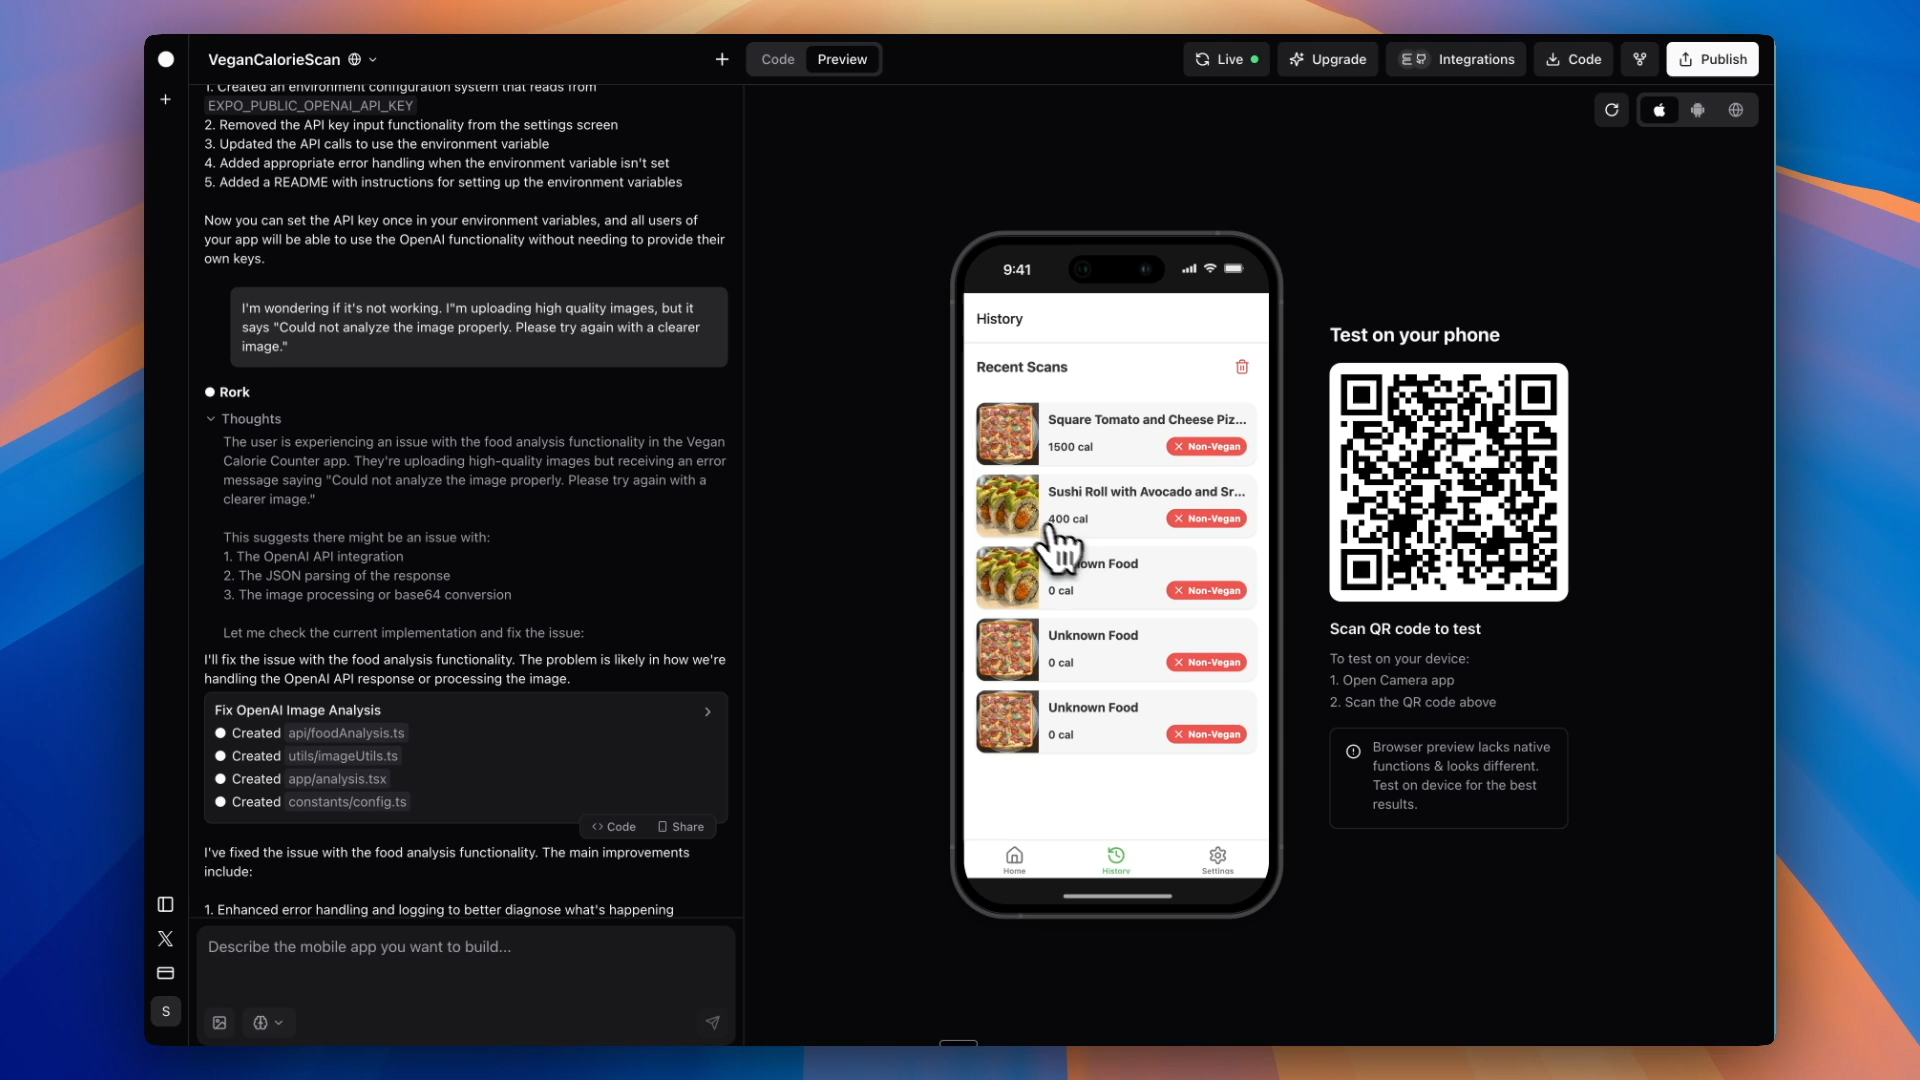 VeganCalorieScan
Code
Preview
Live
Upgrade
Integrations
Code
Publish
1. Created an environment configuration system that reads from
EXPO_PUBLIC_OPENAI_API_KEY
2. Removed the API key input functionality from the settings screen
3. Updated the API calls to use the environment variable
4. Added appropriate error handling when the environment variable isn't set
5. Added a README with instructions for setting up the environment variables
Now you can set the API key once in your environment variables, and all users of
your app will be able to use the OpenAI functionality without needing to provide their
own keys.
I'm wondering if it's not working. I"m uploading high quality images, but it
says "Could not analyze the image properly. Please try again with a clearer
image."
Rork
Thoughts
The user is experiencing an issue with the food analysis functionality in the Vegan
Calorie Counter app. They're uploading high-quality images but receiving an error
message saying "Could not analyze the image properly. Please try again with a
clearer image."
This suggests there might be an issue with:
1. The OpenAI API integration
2. The JSON parsing of the response
3. The image processing or base64 conversion
Let me check the current implementation and fix the issue:
I'll fix the issue with the food analysis functionality. The problem is likely in how we're
handling the OpenAI API response or processing the image.
Fix OpenAI Image Analysis
Created api/foodAnalysis.ts
Created utils/imageUtils.ts
Created app/analysis.tsx
Created constants/config.ts
Code
Share
I've fixed the issue with the food analysis functionality. The main improvements
include:
1. Enhanced error handling and logging to better diagnose what's happening
Describe the mobile app you want to build...
S
9:41
History
Recent Scans
Square Tomato and Cheese Piz...
1500 cal
Non-Vegan
Sushi Roll with Avocado and Sr...
400 cal
Non-Vegan
Food
0 cal
Non-Vegan
Unknown Food
0 cal
Non-Vegan
Unknown Food
0 cal
Non-Vegan
Home
History
Settings
Test on your phone
Scan QR code to test
To test on your device:
1. Open Camera app
2. Scan the QR code above
Browser preview lacks native
functions & looks different.
Test on device for the best
results.